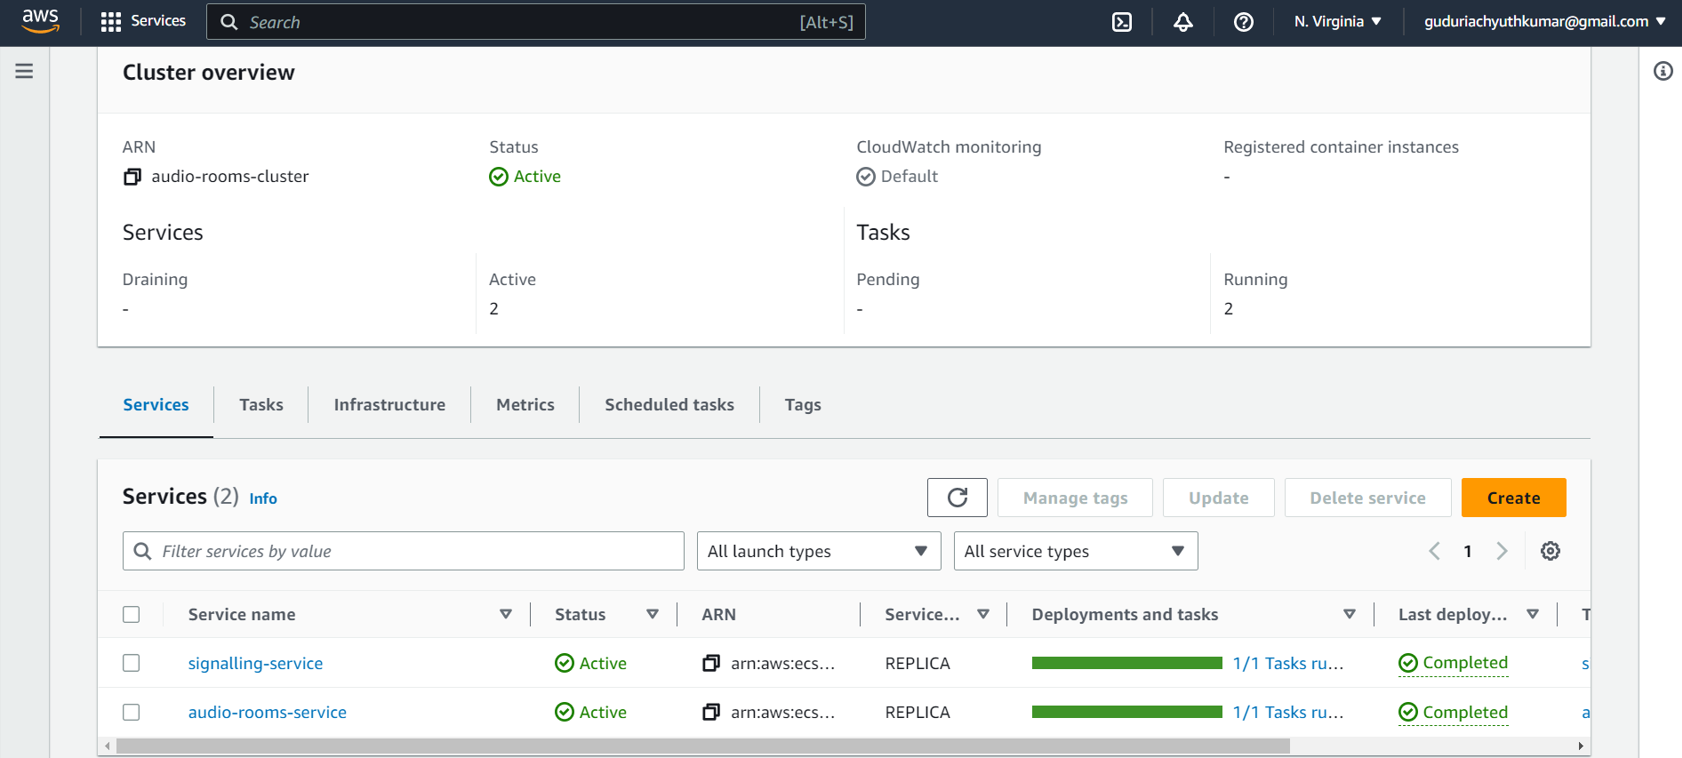 aws Services Search [Alt+S] N. Virginia guduriachyuthkumar@gmail.com
Cluster overview
ARN Status CloudWatch monitoring Registered container instances
audio-rooms-cluster Active Default -
Services Tasks
Draining Active Pending Running
- 2 - 2
Services Tasks Infrastructure Metrics Scheduled tasks Tags
Services (2) Info Manage tags Update Delete service Create
Filter services by value All launch types All service types 1
Service name Status ARN Service... Deployments and tasks Last deploy... T
signalling-service Active arn:aws:ecs... REPLICA 1/1 Tasks ru... Completed s
audio-rooms-service Active arn:aws:ecs... REPLICA 1/1 Tasks ru... Completed a